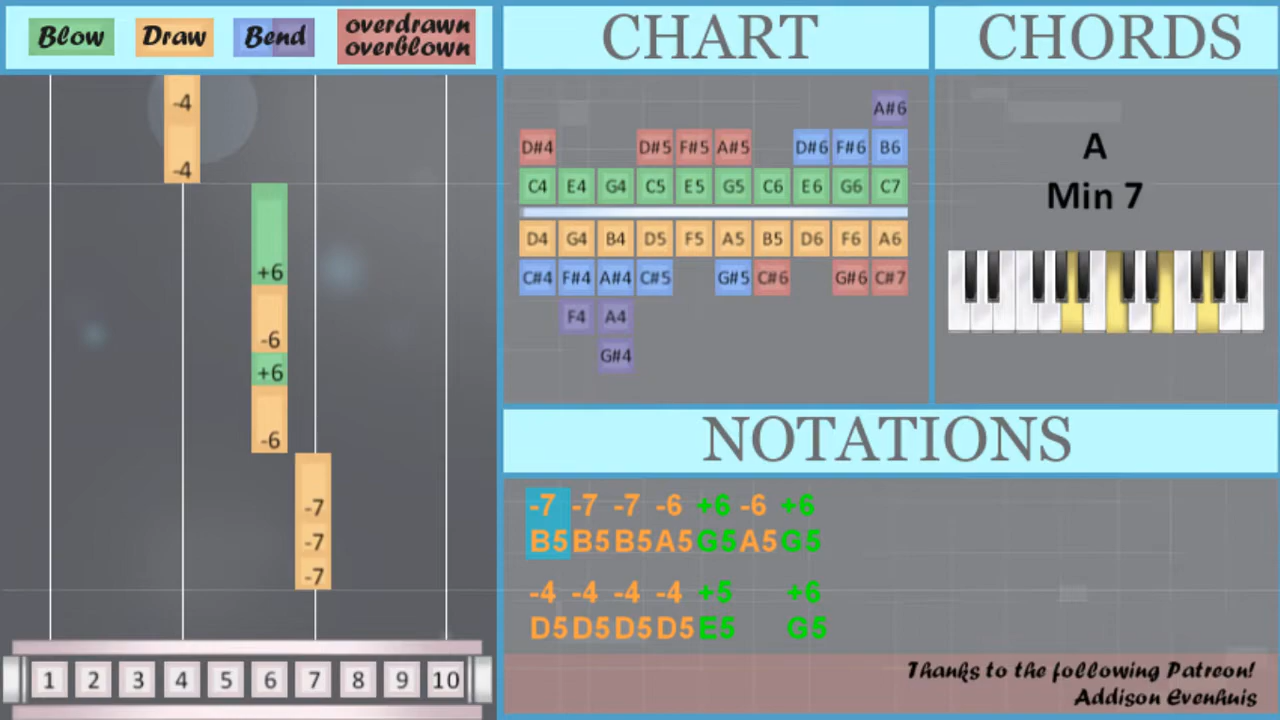 Blow Draw Bend overdrawn overblown
CHART
CHORDS
-4
-4
+6
-6
+6
-6
-7
-7
-7
1 2 3 4 5 6 7 8 9 10
A#6
D#4 D#5 F#5 A#5 D#6 F#6 B6
C4 E4 G4 C5 E5 G5 C6 E6 G6 C7
D4 G4 B4 D5 F5 A5 B5 D6 F6 A6
C#4 F#4 A#4 C#5 G#5 C#6 G#6 C#7
F4 A4
G#4
A
Min 7
NOTATIONS
-7 -7 -7 -6 +6 -6 +6
B5 B5 B5 A5 G5 A5 G5
-4 -4 -4 -4 +5 +6
D5 D5 D5 D5 E5 G5
Thanks to the following Patreon!
Addison Evenhuis